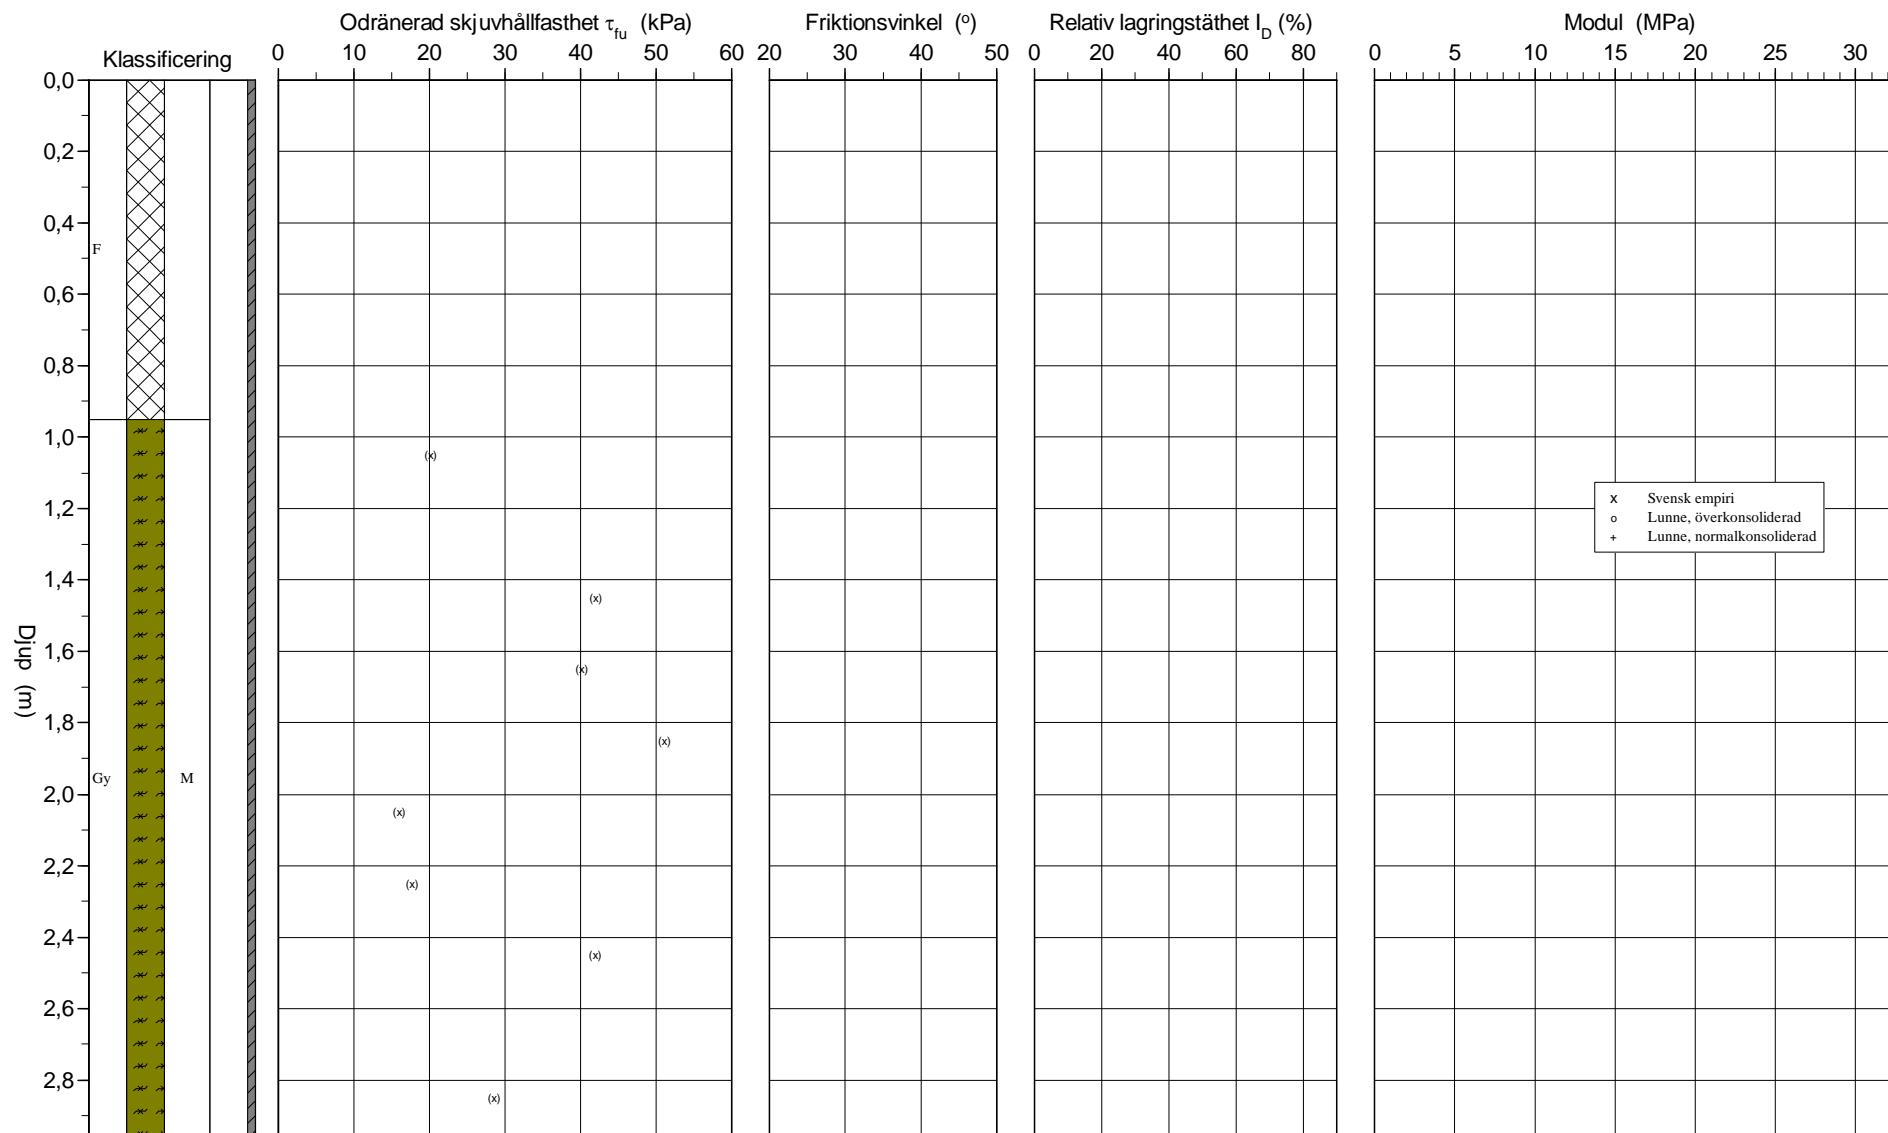 Odränerad skjuvhållfasthet τfu (kPa)
Friktionsvinkel (o)
Relativ lagringstäthet ID (%)
Modul (MPa)
Klassificering
0 10 20 30 40 50 60
20 30 40 50
0 20 40 60 80
0 5 10 15 20 25 30
0,0
0,2
0,4
F
0,6
0,8
1,0
(x)
1,2
x Svensk empiri
o Lunne, överkonsoliderad
+ Lunne, normalkonsoliderad
1,4
(x)
Djup (m)
1,6
(x)
1,8
(x)
Gy M
2,0
(x)
2,2
(x)
2,4
(x)
2,6
2,8
(x)